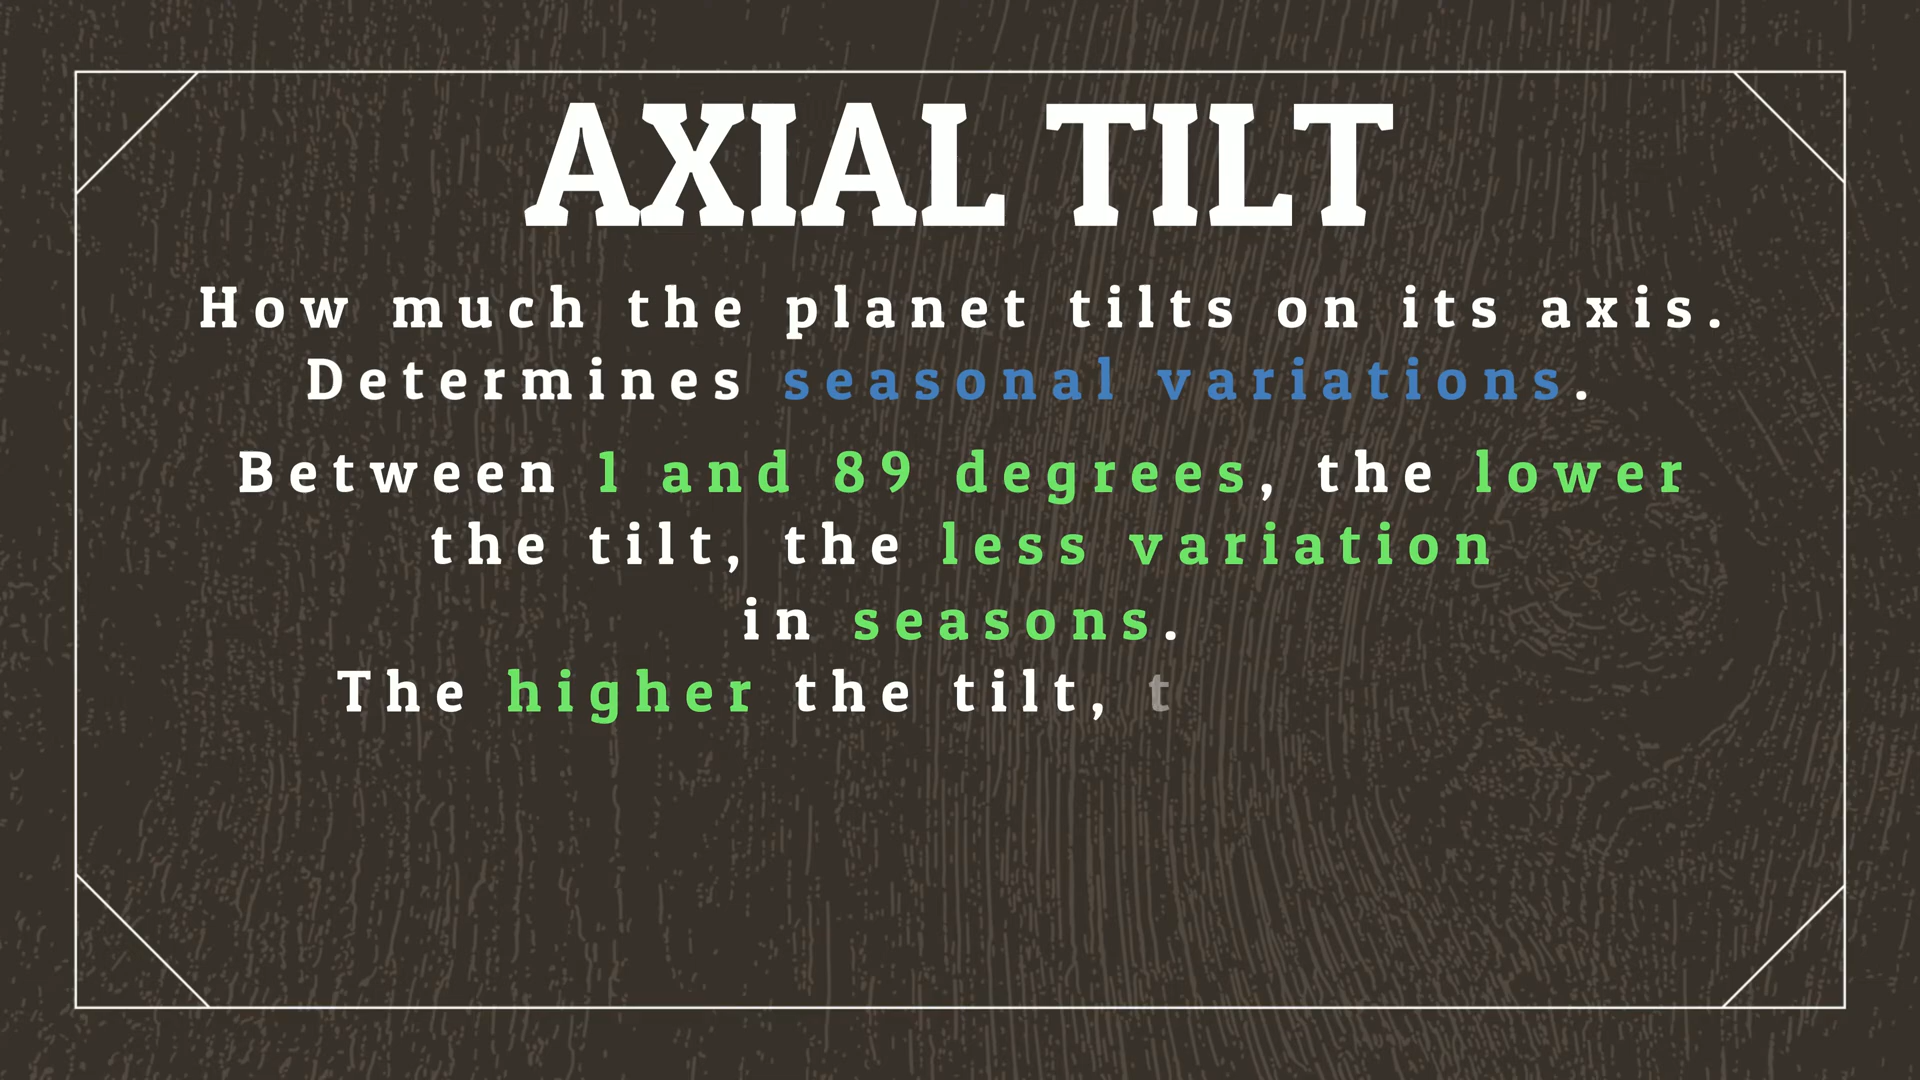 AXIAL TILT
How much the planet tilts on its axis.
Determines seasonal variations.
Between 1 and 89 degrees, the lower
the tilt, the less variation
in seasons.
The higher the tilt, t